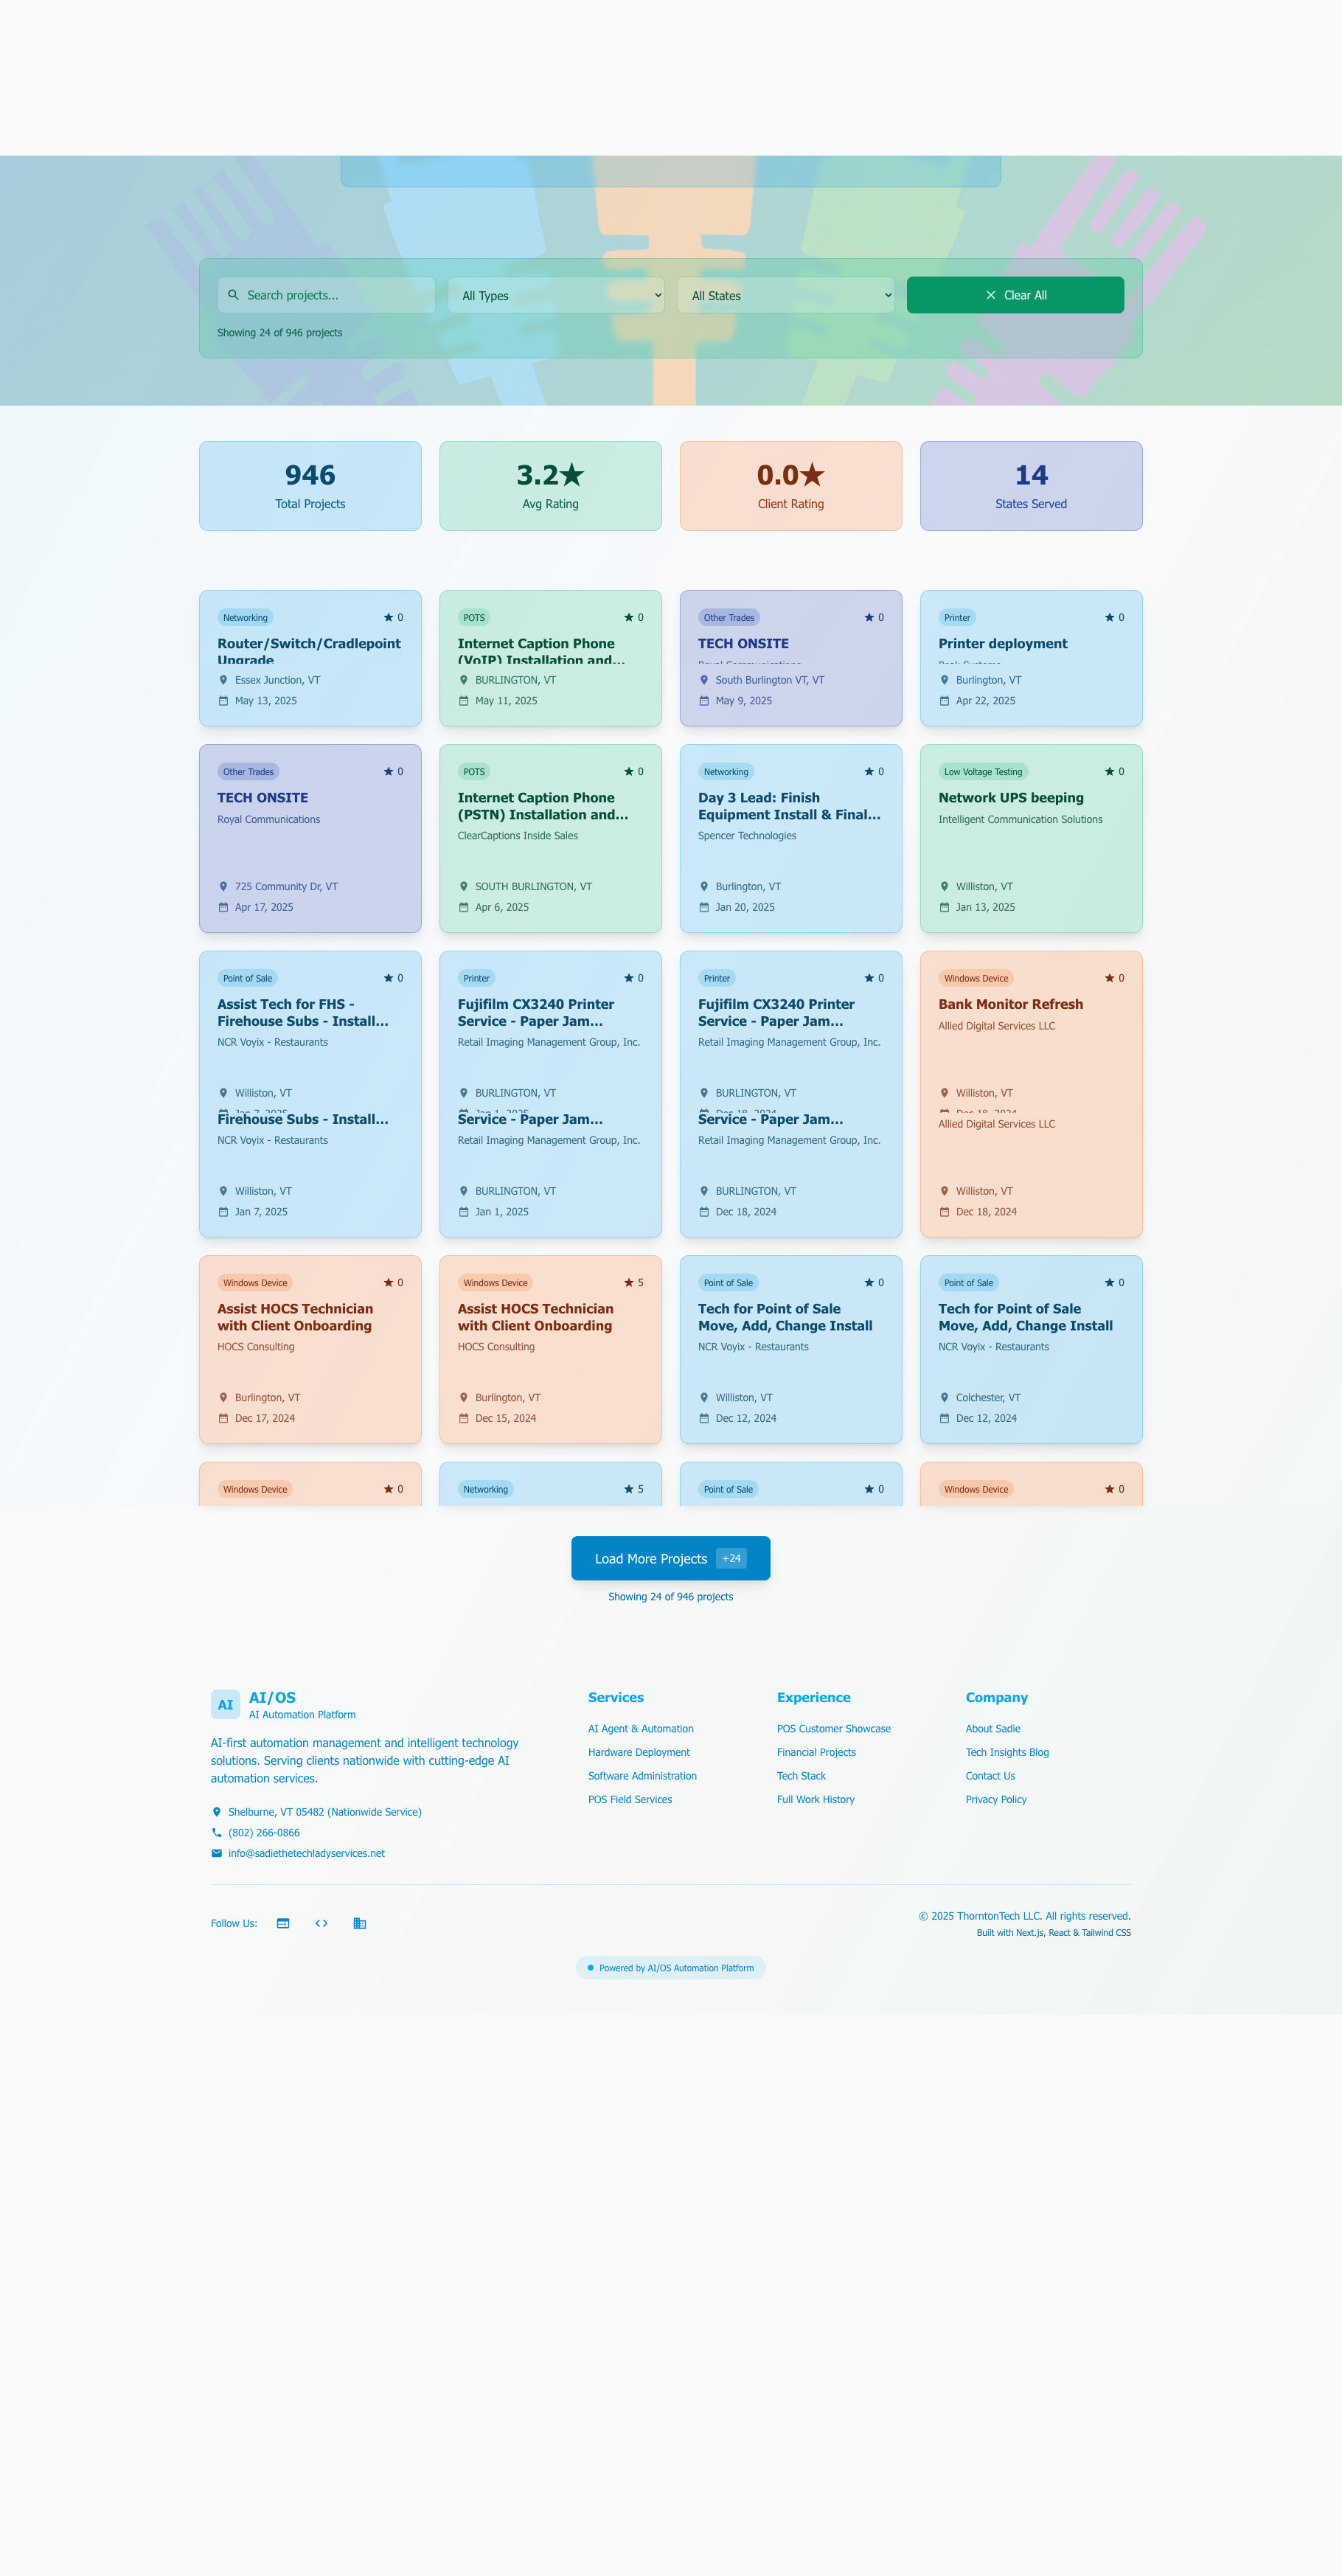 Search projects...
All Types
All States
Clear All
Showing 24 of 946 projects
946
Total Projects
3.2★
Avg Rating
0.0★
Client Rating
14
States Served
Networking
★ 0
Router/Switch/Cradlepoint
Upgrade
Essex Junction, VT
May 13, 2025
POTS
★ 0
Internet Caption Phone
(VoIP) Installation and...
BURLINGTON, VT
May 11, 2025
Other Trades
★ 0
TECH ONSITE
Royal Communications
South Burlington VT, VT
May 9, 2025
Printer
★ 0
Printer deployment
Burlington, VT
Apr 22, 2025
Other Trades
★ 0
TECH ONSITE
Royal Communications
725 Community Dr, VT
Apr 17, 2025
POTS
★ 0
Internet Caption Phone
(PSTN) Installation and...
ClearCaptions Inside Sales
SOUTH BURLINGTON, VT
Apr 6, 2025
Networking
★ 0
Day 3 Lead: Finish
Equipment Install & Final...
Spencer Technologies
Burlington, VT
Jan 20, 2025
Low Voltage Testing
★ 0
Network UPS beeping
Intelligent Communication Solutions
Williston, VT
Jan 13, 2025
Point of Sale
★ 0
Assist Tech for FHS -
Firehouse Subs - Install...
NCR Voyix - Restaurants
Williston, VT
Jan 7, 2025
Firehouse Subs - Install...
NCR Voyix - Restaurants
Williston, VT
Jan 7, 2025
Printer
★ 0
Fujifilm CX3240 Printer
Service - Paper Jam...
Retail Imaging Management Group, Inc.
BURLINGTON, VT
Jan 1, 2025
Service - Paper Jam...
Retail Imaging Management Group, Inc.
BURLINGTON, VT
Jan 1, 2025
Printer
★ 0
Fujifilm CX3240 Printer
Service - Paper Jam...
Retail Imaging Management Group, Inc.
BURLINGTON, VT
Dec 18, 2024
Service - Paper Jam...
Retail Imaging Management Group, Inc.
BURLINGTON, VT
Dec 18, 2024
Windows Device
★ 0
Bank Monitor Refresh
Allied Digital Services LLC
Williston, VT
Dec 18, 2024
Allied Digital Services LLC
Williston, VT
Dec 18, 2024
Windows Device
★ 0
Assist HOCS Technician
with Client Onboarding
HOCS Consulting
Burlington, VT
Dec 17, 2024
Windows Device
★ 5
Assist HOCS Technician
with Client Onboarding
HOCS Consulting
Burlington, VT
Dec 15, 2024
Point of Sale
★ 0
Tech for Point of Sale
Move, Add, Change Install
NCR Voyix - Restaurants
Williston, VT
Dec 12, 2024
Point of Sale
★ 0
Tech for Point of Sale
Move, Add, Change Install
NCR Voyix - Restaurants
Colchester, VT
Dec 12, 2024
Windows Device
★ 0
Networking
★ 5
Point of Sale
★ 0
Windows Device
★ 0
Load More Projects +24
Showing 24 of 946 projects
AI
AI/OS
AI Automation Platform
AI-first automation management and intelligent technology
solutions. Serving clients nationwide with cutting-edge AI
automation services.
Shelburne, VT 05482 (Nationwide Service)
(802) 266-0866
info@sadiethetechladyservices.net
Services
AI Agent & Automation
Hardware Deployment
Software Administration
POS Field Services
Experience
POS Customer Showcase
Financial Projects
Tech Stack
Full Work History
Company
About Sadie
Tech Insights Blog
Contact Us
Privacy Policy
Follow Us:
© 2025 ThorntonTech LLC. All rights reserved.
Built with Next.js, React & Tailwind CSS
Powered by AI/OS Automation Platform